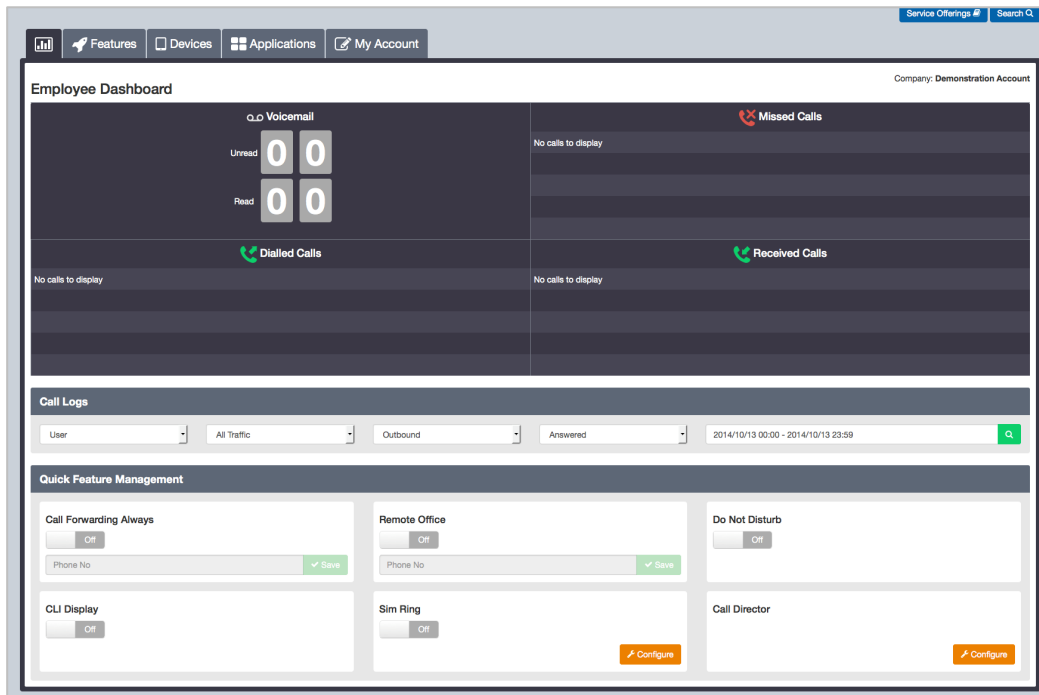 Service Offerings Search
Features Devices Applications My Account
Company: Demonstration Account
Employee Dashboard
Voicemail
Unread 0 0
Read 0 0
Missed Calls
No calls to display
Dialled Calls
No calls to display
Received Calls
No calls to display
Call Logs
User All Traffic Outbound Answered 2014/10/13 00:00 - 2014/10/13 23:59
Quick Feature Management
Call Forwarding Always
Off
Phone No Save
Remote Office
Off
Phone No Save
Do Not Disturb
Off
CLI Display
Off
Sim Ring
Off
Configure
Call Director
Configure